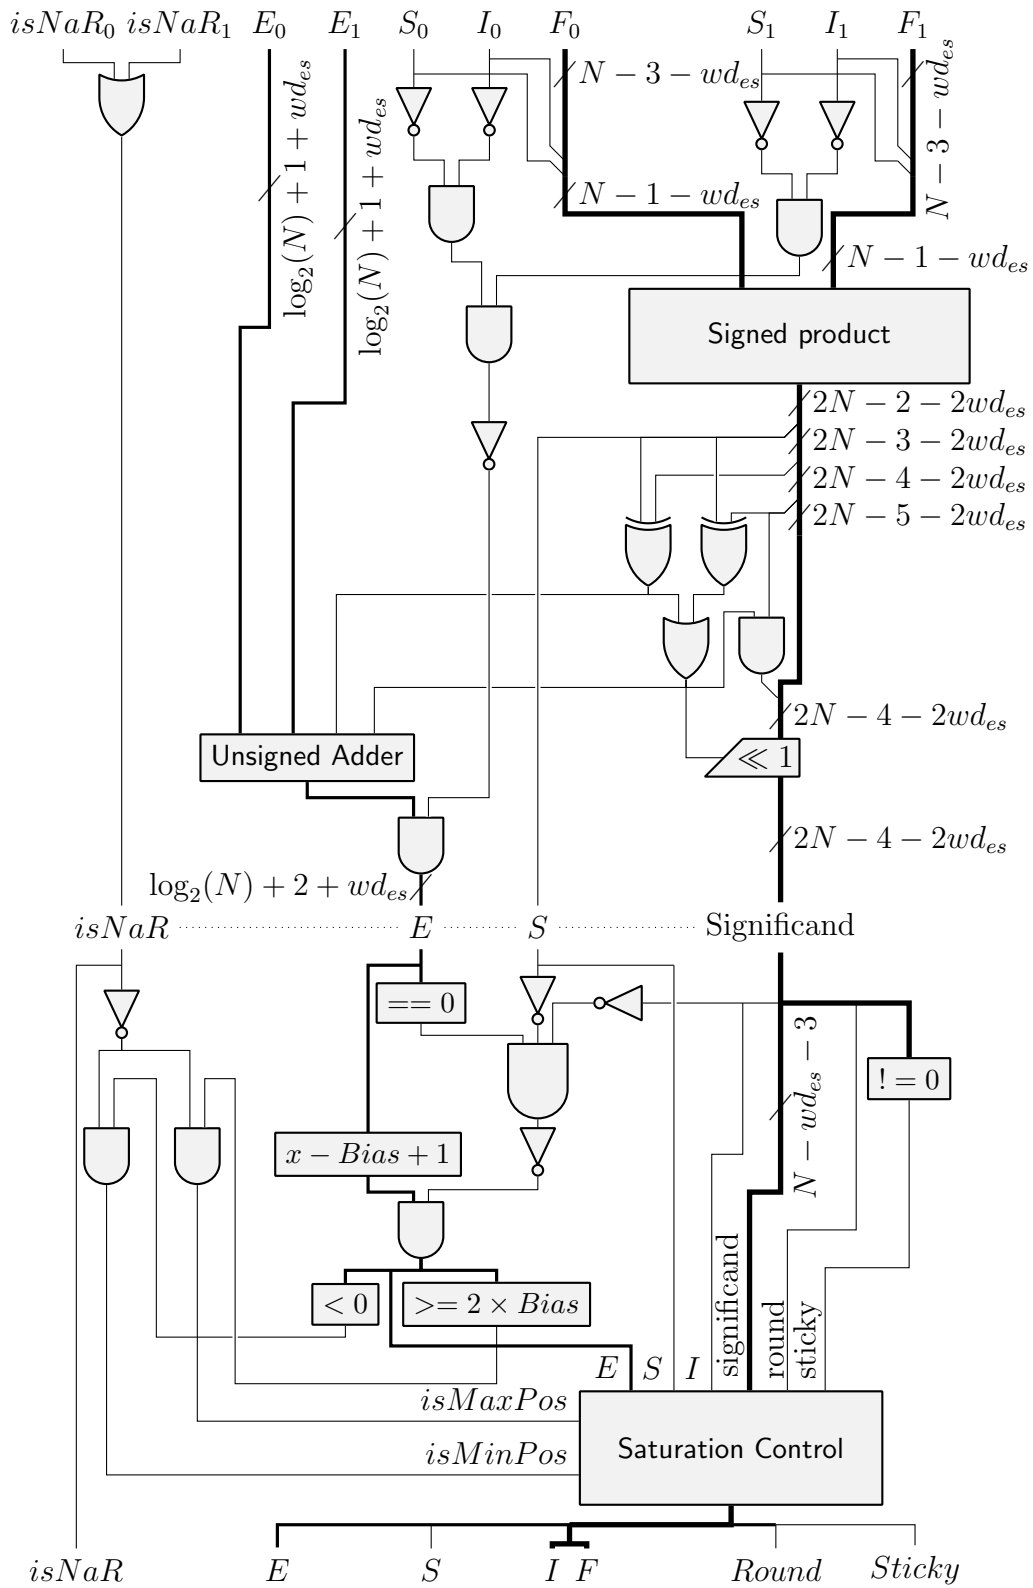 isNaR₀ isNaR₁ E₀ E₁ S₀ I₀ F₀ S₁ I₁ F₁
N − 3 − wd_es
N − 3 − wd_es
log₂(N) + 1 + wd_es
log₂(N) + 1 + wd_es
N − 1 − wd_es
N − 1 − wd_es
Signed product
2N − 2 − 2wd_es
2N − 3 − 2wd_es
2N − 4 − 2wd_es
2N − 5 − 2wd_es
2N − 4 − 2wd_es
Unsigned Adder
≪ 1
2N − 4 − 2wd_es
log₂(N) + 2 + wd_es
isNaR E S Significand
== 0
N − wd_es − 3
! = 0
x − Bias + 1
< 0
>= 2 × Bias
significand
round
sticky
E S I
isMaxPos
isMinPos
Saturation Control
isNaR E S I F Round Sticky